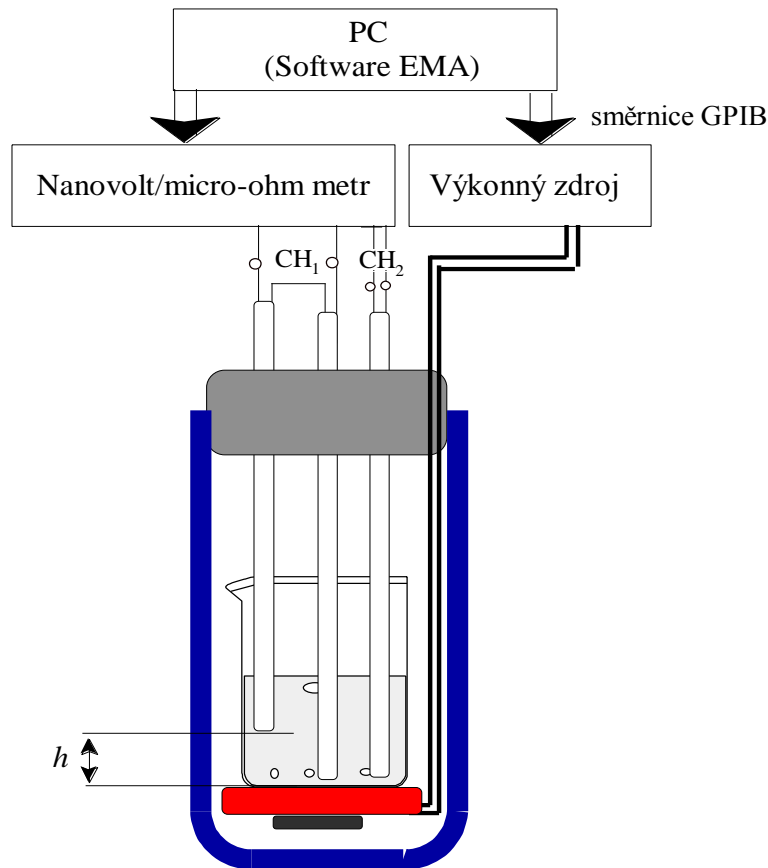 PC
(Software EMA)
směrnice GPIB
Nanovolt/micro-ohm metr
Výkonný zdroj
CH1
CH2
h